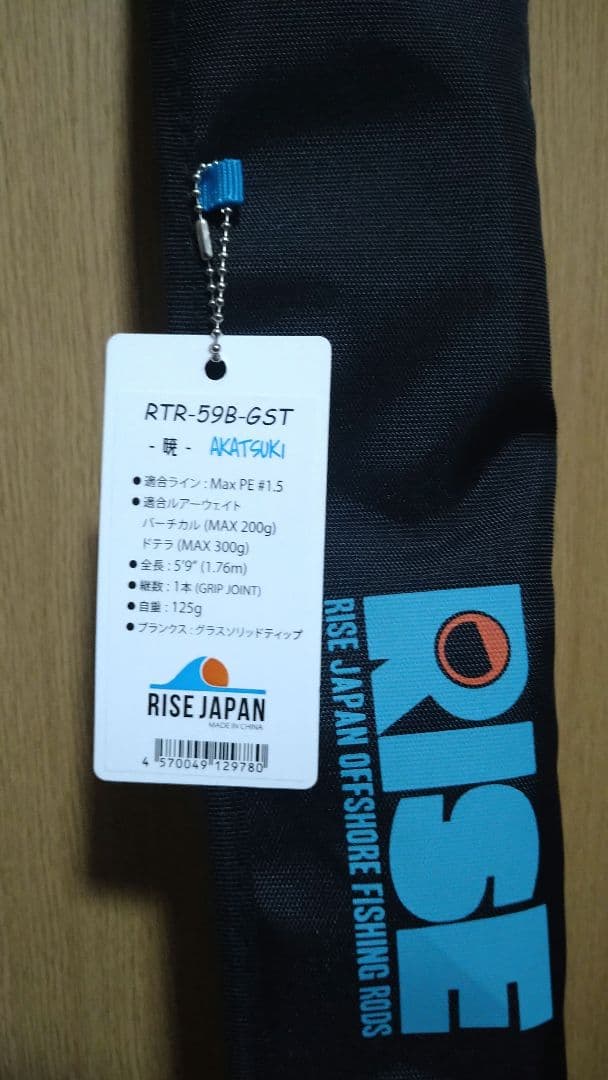 RTR-59B-GST
- 暁 - AKATSUKI
● 適合ライン : Max PE #1.5
● 適合ルアーウェイト
バーチカル (MAX 200g)
ドテラ (MAX 300g)
● 全長 : 5'9" (1.76m)
● 継数 : 1本 (GRIP JOINT)
● 自重 : 125g
● ブランクス : グラスソリッドティップ
RISE JAPAN
MADE IN CHINA
4 570049 129780
RISE
RISE JAPAN OFFSHORE FISHING RODS